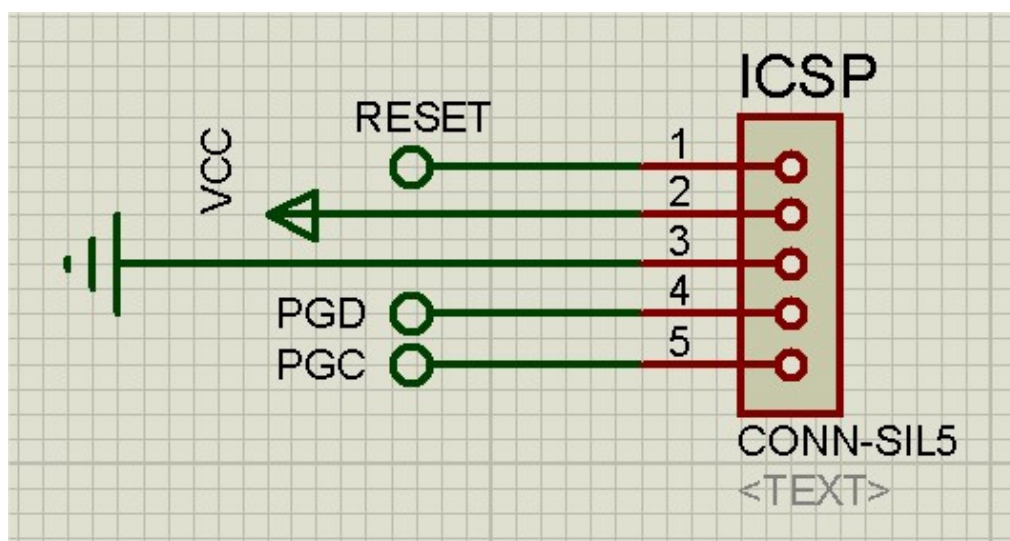 ICSP
RESET
1
VCC
2
3
PGD
4
PGC
5
CONN-SIL5
<TEXT>